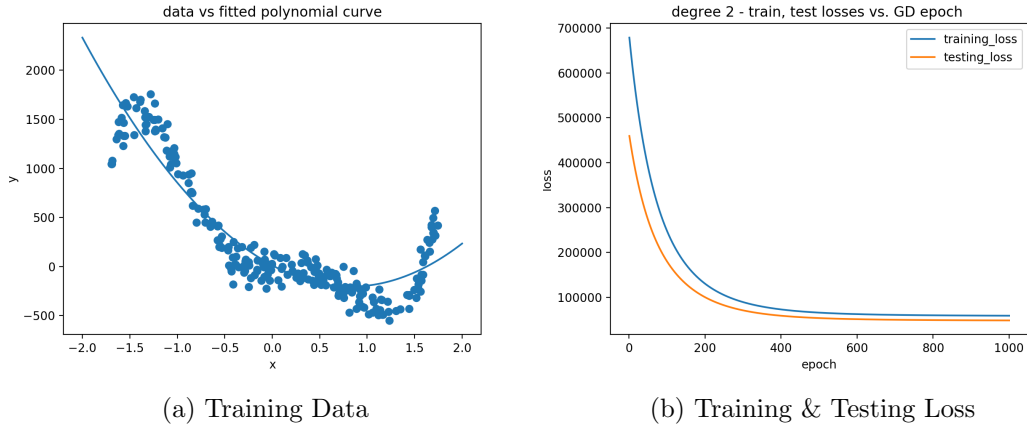 data vs fitted polynomial curve
2000
1500
1000
500
0
−500
y
−2.0 −1.5 −1.0 −0.5 0.0 0.5 1.0 1.5 2.0
x
(a) Training Data
degree 2 - train, test losses vs. GD epoch
700000
600000
500000
400000
300000
200000
100000
loss
training_loss
testing_loss
0 200 400 600 800 1000
epoch
(b) Training & Testing Loss